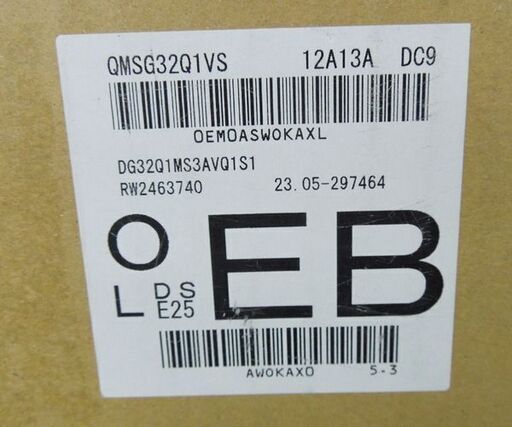 QMSG32Q1VS 12A13A DC9
OEMOASWOKAXL
DG32Q1MS3AVQ1S1
RW2463740 23.05-297464
O EB
L DS
E25
AWOKAXO 5-3